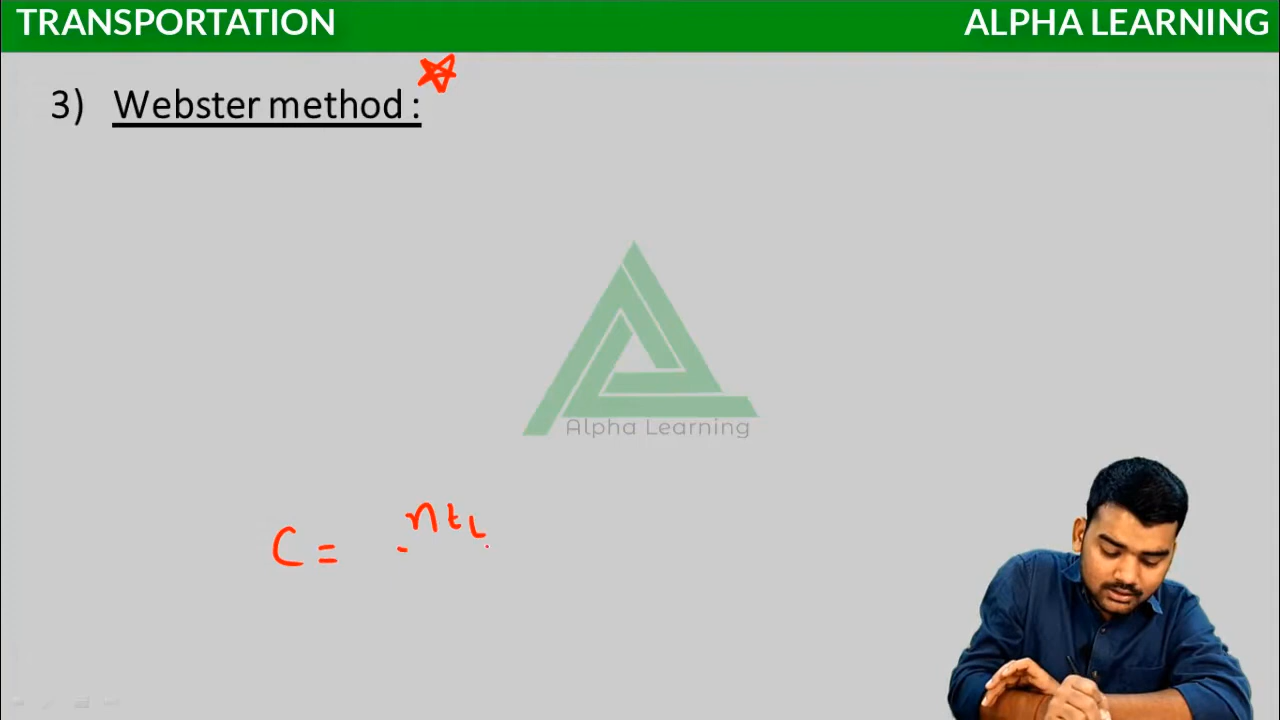 TRANSPORTATION
ALPHA LEARNING
3) Webster method :
Alpha Learning
C = n t L